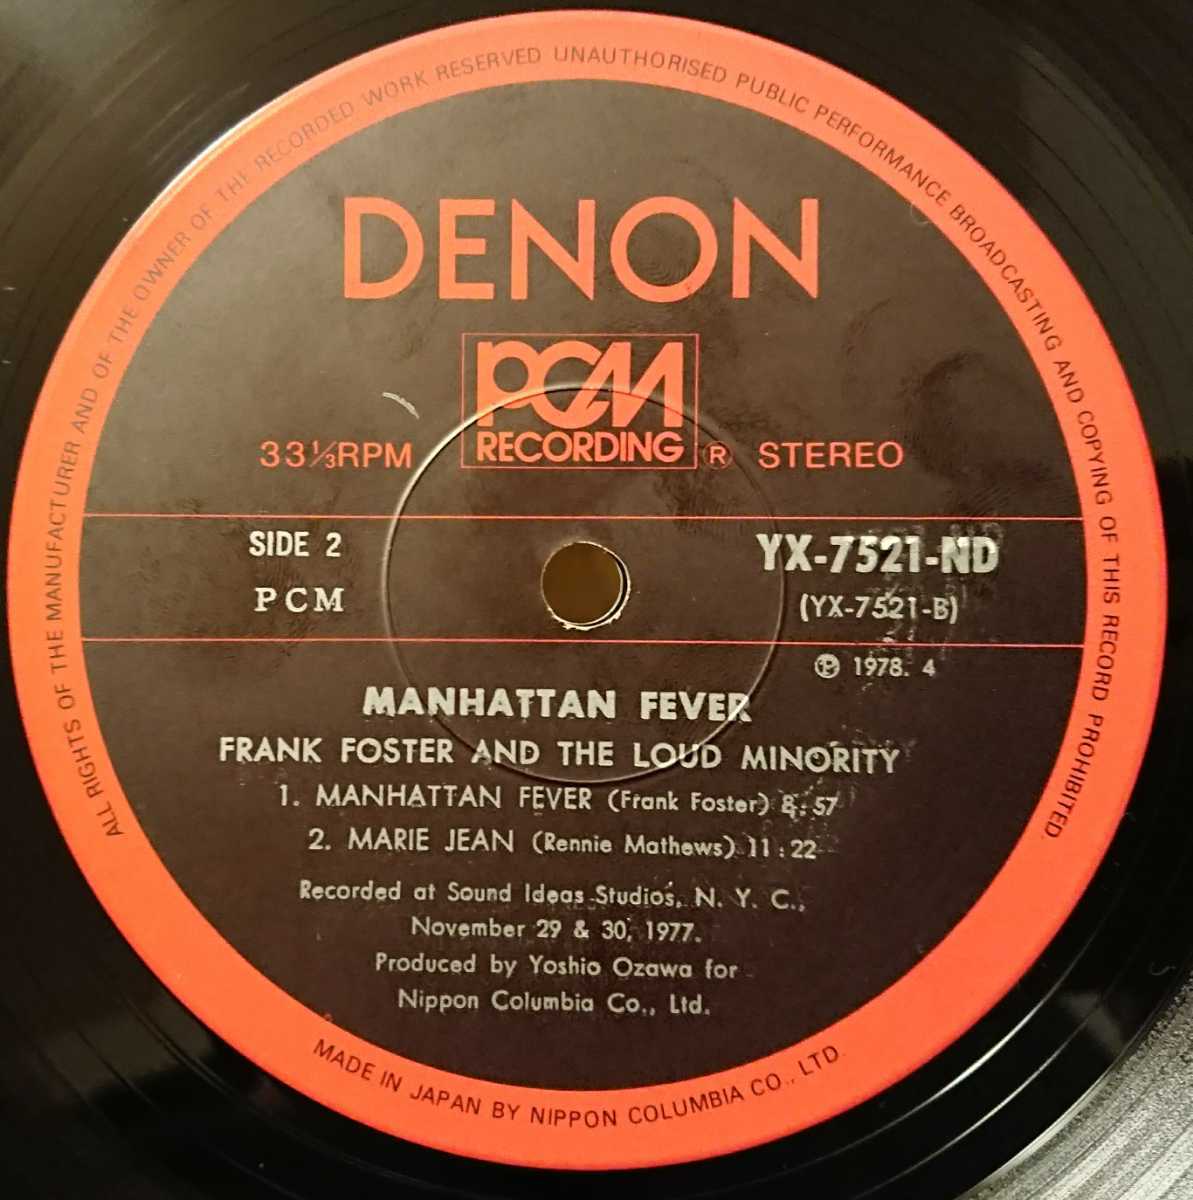 ALL RIGHTS OF THE MANUFACTURER AND OF THE OWNER OF THE RECORDED WORK RESERVED UNAUTHORISED PUBLIC PERFORMANCE BROADCASTING AND COPYING OF THIS RECORD PROHIBITED
DENON
PCM
RECORDING
33⅓RPM ® STEREO
SIDE 2 YX-7521-ND
PCM (YX-7521-B)
Ⓟ 1978. 4
MANHATTAN FEVER
FRANK FOSTER AND THE LOUD MINORITY
1. MANHATTAN FEVER (Frank Foster) 8:57
2. MARIE JEAN (Rennie Mathews) 11:22
Recorded at Sound Ideas Studios, N. Y. C.,
November 29 & 30, 1977.
Produced by Yoshio Ozawa for
Nippon Columbia Co., Ltd.
MADE IN JAPAN BY NIPPON COLUMBIA CO., LTD.